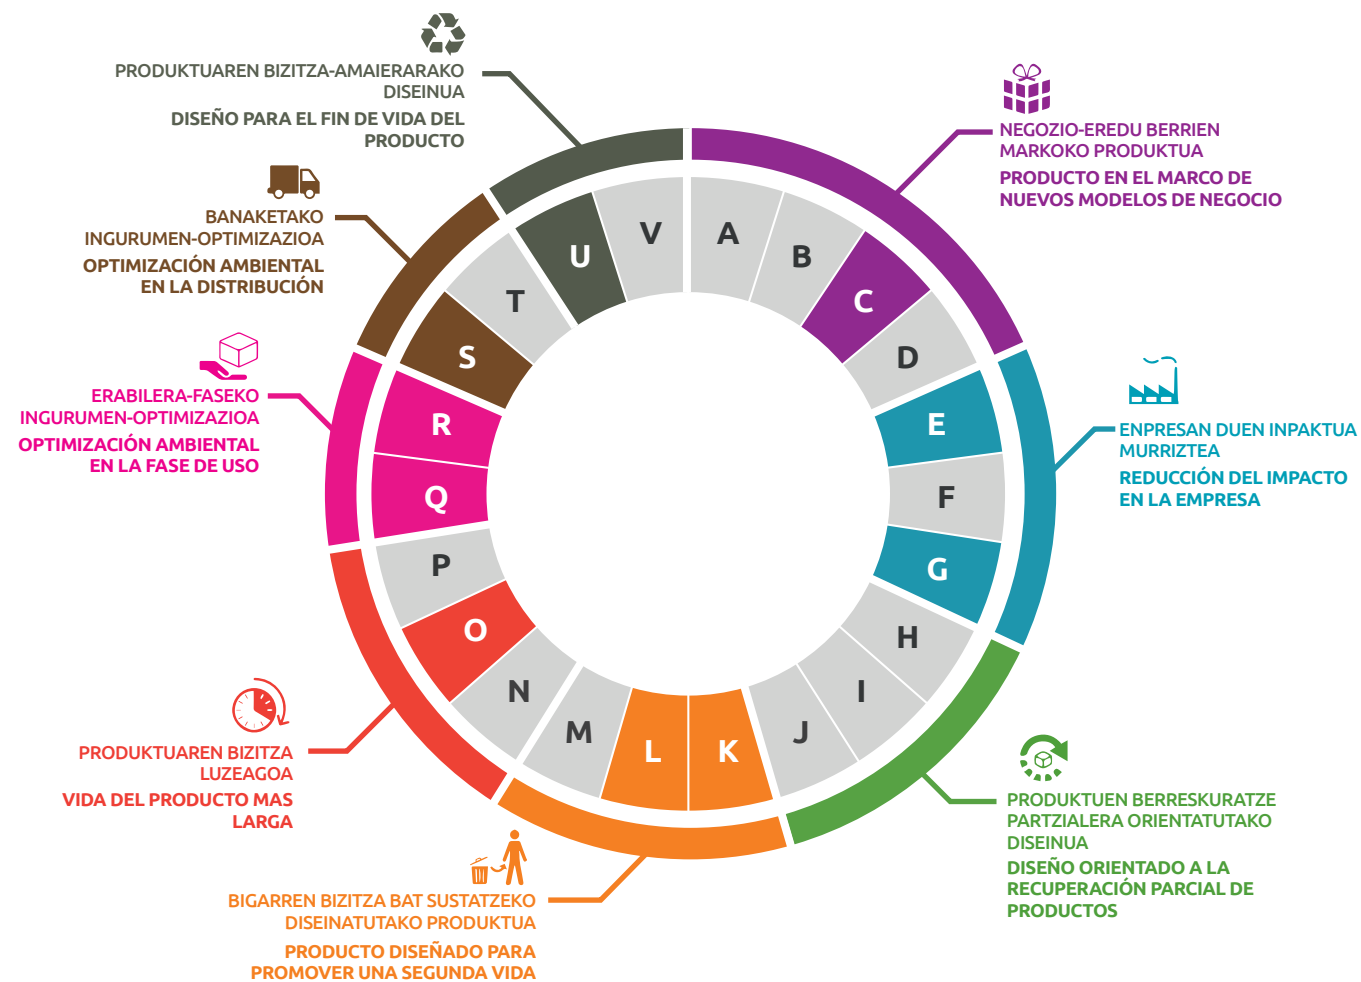 PRODUKTUAREN BIZITZA-AMAIERARAKO
DISEINUA
DISEÑO PARA EL FIN DE VIDA DEL
PRODUCTO
NEGOZIO-EREDU BERRIEN
MARKOKO PRODUKTUA
PRODUCTO EN EL MARCO DE
NUEVOS MODELOS DE NEGOCIO
BANAKETAKO
INGURUMEN-OPTIMIZAZIOA
OPTIMIZACIÓN AMBIENTAL
EN LA DISTRIBUCIÓN
ERABILERA-FASEKO
INGURUMEN-OPTIMIZAZIOA
OPTIMIZACIÓN AMBIENTAL
EN LA FASE DE USO
ENPRESAN DUEN INPAKTUA
MURRIZTEA
REDUCCIÓN DEL IMPACTO
EN LA EMPRESA
A
B
C
D
E
F
G
H
I
J
K
L
M
N
O
P
Q
R
S
T
U
V
PRODUKTUAREN BIZITZA
LUZEAGOA
VIDA DEL PRODUCTO MAS
LARGA
PRODUKTUEN BERRESKURATZE
PARTZIALERA ORIENTATUTAKO
DISEINUA
DISEÑO ORIENTADO A LA
RECUPERACIÓN PARCIAL DE
PRODUCTOS
BIGARREN BIZITZA BAT SUSTATZEKO
DISEINATUTAKO PRODUKTUA
PRODUCTO DISEÑADO PARA
PROMOVER UNA SEGUNDA VIDA